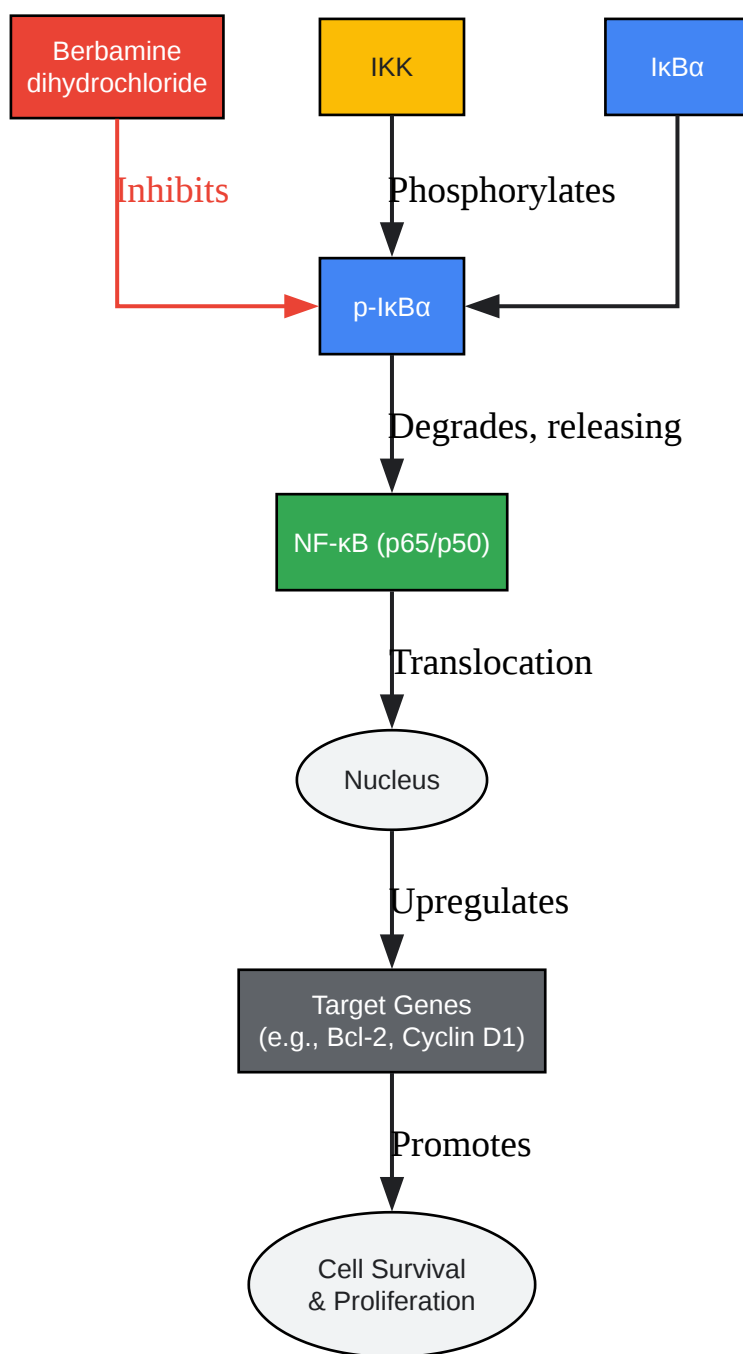 Berbamine
dihydrochloride
IKK
IκBα
Inhibits
Phosphorylates
p-IκBα
Degrades, releasing
NF-κB (p65/p50)
Translocation
Nucleus
Upregulates
Target Genes
(e.g., Bcl-2, Cyclin D1)
Promotes
Cell Survival
& Proliferation